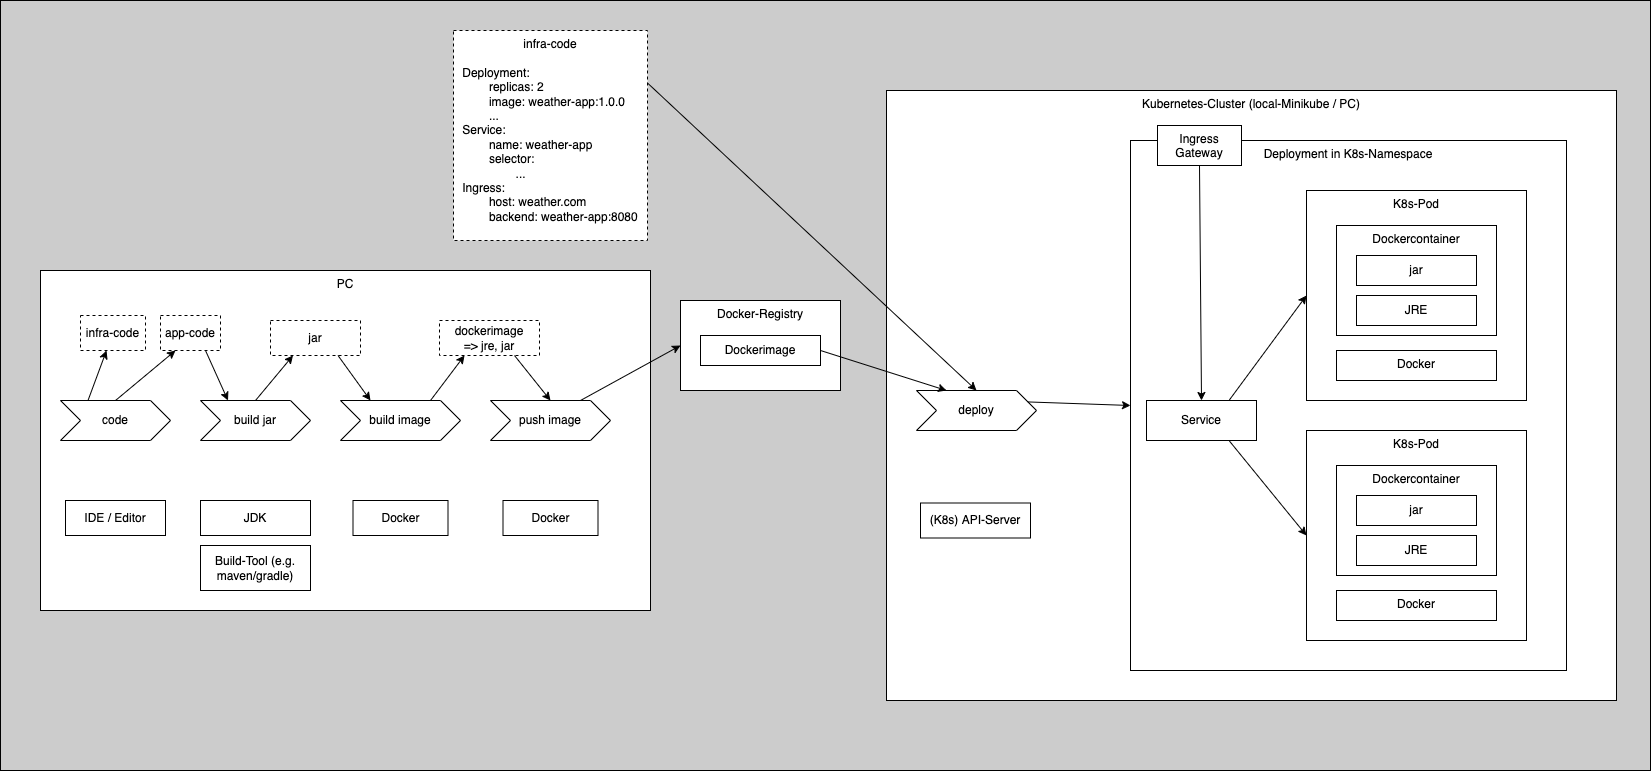 infra-code
Deployment:
replicas: 2
image: weather-app:1.0.0
...
Service:
name: weather-app
selector:
...
Ingress:
host: weather.com
backend: weather-app:8080
PC
infra-code
app-code
jar
dockerimage
=> jre, jar
code
build jar
build image
push image
IDE / Editor
JDK
Docker
Docker
Build-Tool (e.g.
maven/gradle)
Docker-Registry
Dockerimage
Kubernetes-Cluster (local-Minikube / PC)
deploy
(K8s) API-Server
Ingress
Gateway
Deployment in K8s-Namespace
Service
K8s-Pod
Dockercontainer
jar
JRE
Docker
K8s-Pod
Dockercontainer
jar
JRE
Docker